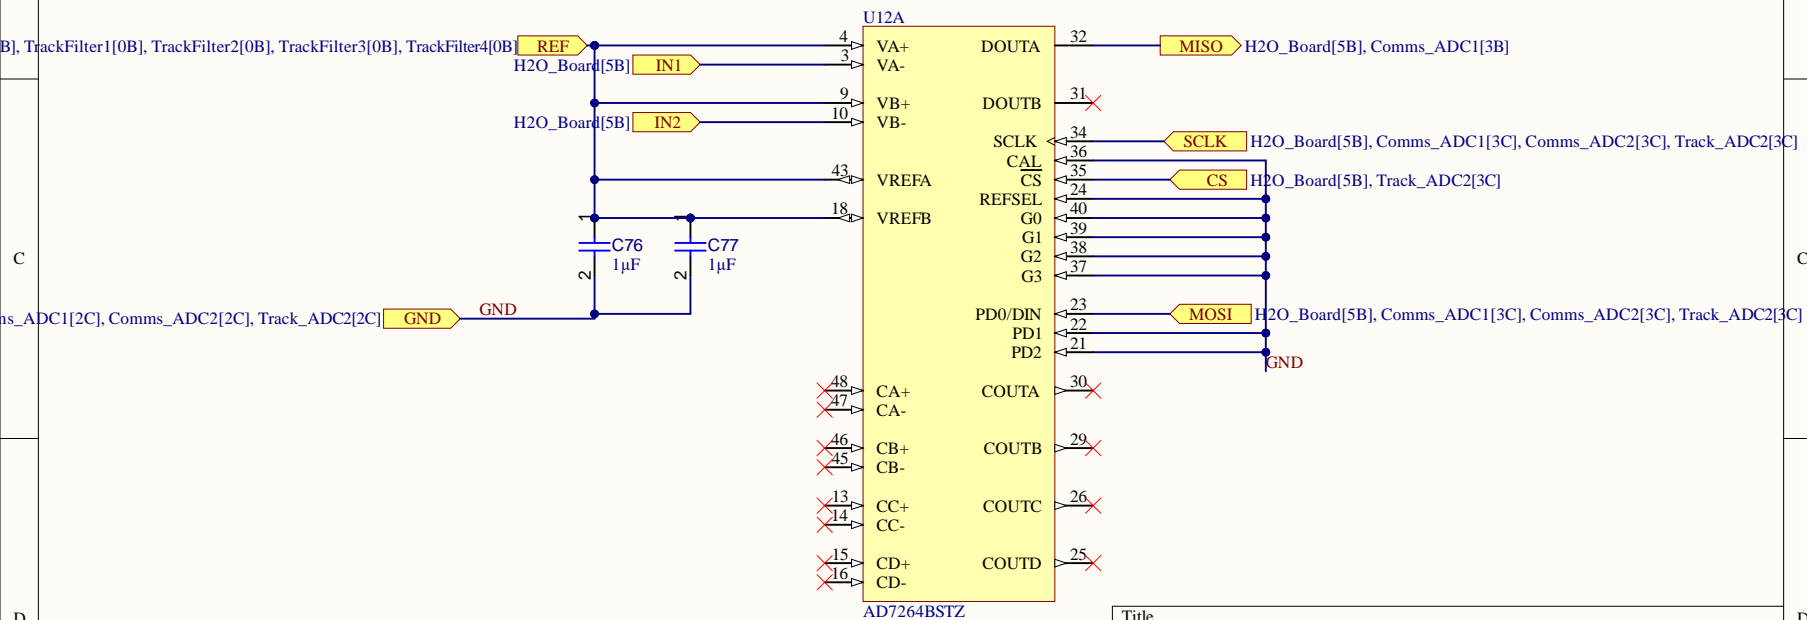 U12A
B], TrackFilter1[0B], TrackFilter2[0B], TrackFilter3[0B], TrackFilter4[0B] REF 4 VA+ DOUTA 32 MISO H2O_Board[5B], Comms_ADC1[3B]
H2O_Board[5B] IN1 3 VA-
9 VB+ DOUTB 31
H2O_Board[5B] IN2 10 VB-
SCLK 34 SCLK H2O_Board[5B], Comms_ADC1[3C], Comms_ADC2[3C], Track_ADC2[3C]
CAL 36
43 VREFA CS 35 CS H2O_Board[5B], Track_ADC2[3C]
REFSEL 24
1 1 18 VREFB G0 40
G1 39
C76 C77
C G2 38 C
1µF 1µF
2 2 G3 37
GND PD0/DIN 23 MOSI H2O_Board[5B], Comms_ADC1[3C], Comms_ADC2[3C], Track_ADC2[3C]
ms_ADC1[2C], Comms_ADC2[2C], Track_ADC2[2C] GND
PD1 22
PD2 21
GND
48 CA+ COUTA 30
47 CA-
46 CB+ COUTB 29
45 CB-
13 CC+ COUTC 26
14 CC-
15 CD+ COUTD 25
16 CD-
AD7264BSTZ
D Title D